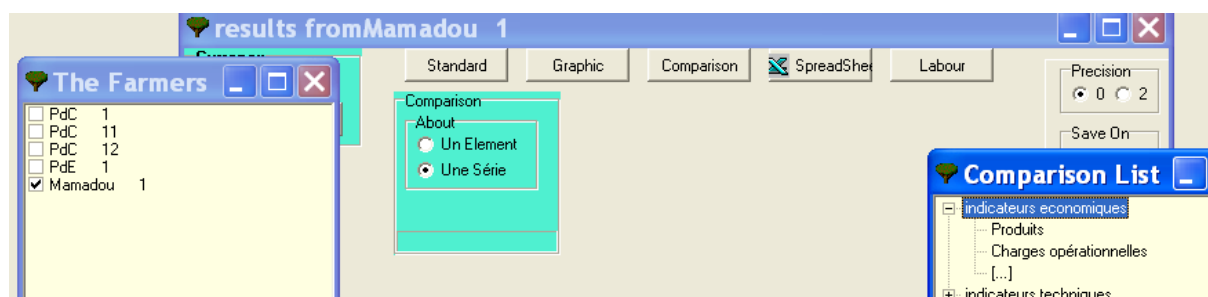 results fromMamadou 1
Standard
Graphic
Comparison
SpreadShe
Labour
Precision
0
2
Save On
The Farmers
PdC 1
PdC 11
PdC 12
PdE 1
Mamadou 1
Comparison
About
Un Element
Une Série
Comparison List
indicateurs economiques
Produits
Charges opérationnelles
[...]
indicateurs techniques